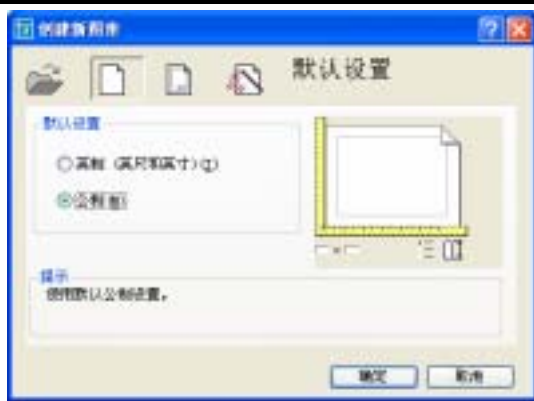 创建新图形
默认设置
默认设置
英制 (英尺和英寸)(I)
公制(M)
提示
使用默认公制设置。
确定
取消